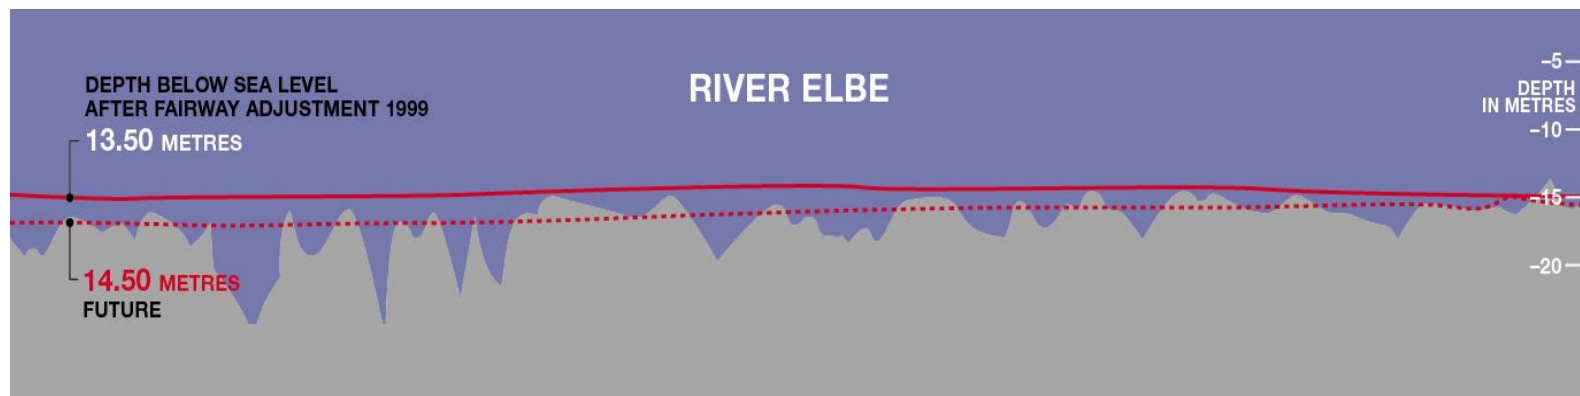 DEPTH BELOW SEA LEVEL
AFTER FAIRWAY ADJUSTMENT 1999
13.50 METRES
14.50 METRES
FUTURE
RIVER ELBE
–5
DEPTH
IN METRES
–10
–15
–20